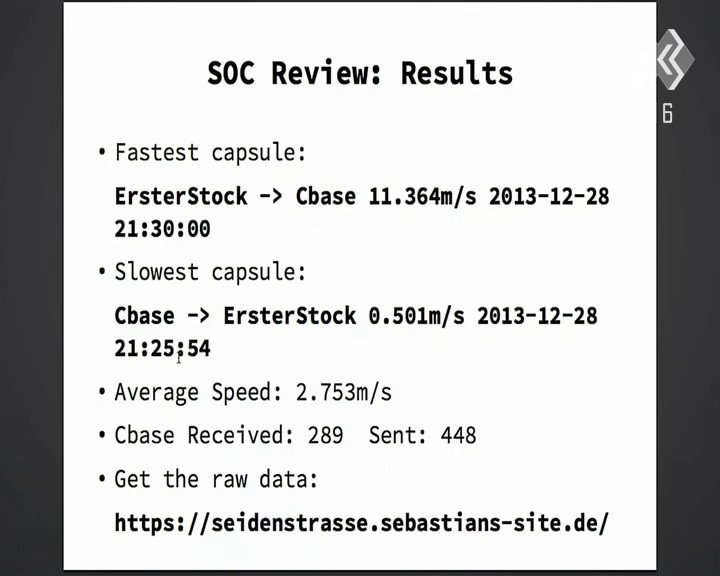 SOC Review: Results
6
• Fastest capsule:
ErsterStock -> Cbase 11.364m/s 2013-12-28
21:30:00
• Slowest capsule:
Cbase -> ErsterStock 0.501m/s 2013-12-28
21:25:54
• Average Speed: 2.753m/s
• Cbase Received: 289  Sent: 448
• Get the raw data:
https://seidenstrasse.sebastians-site.de/